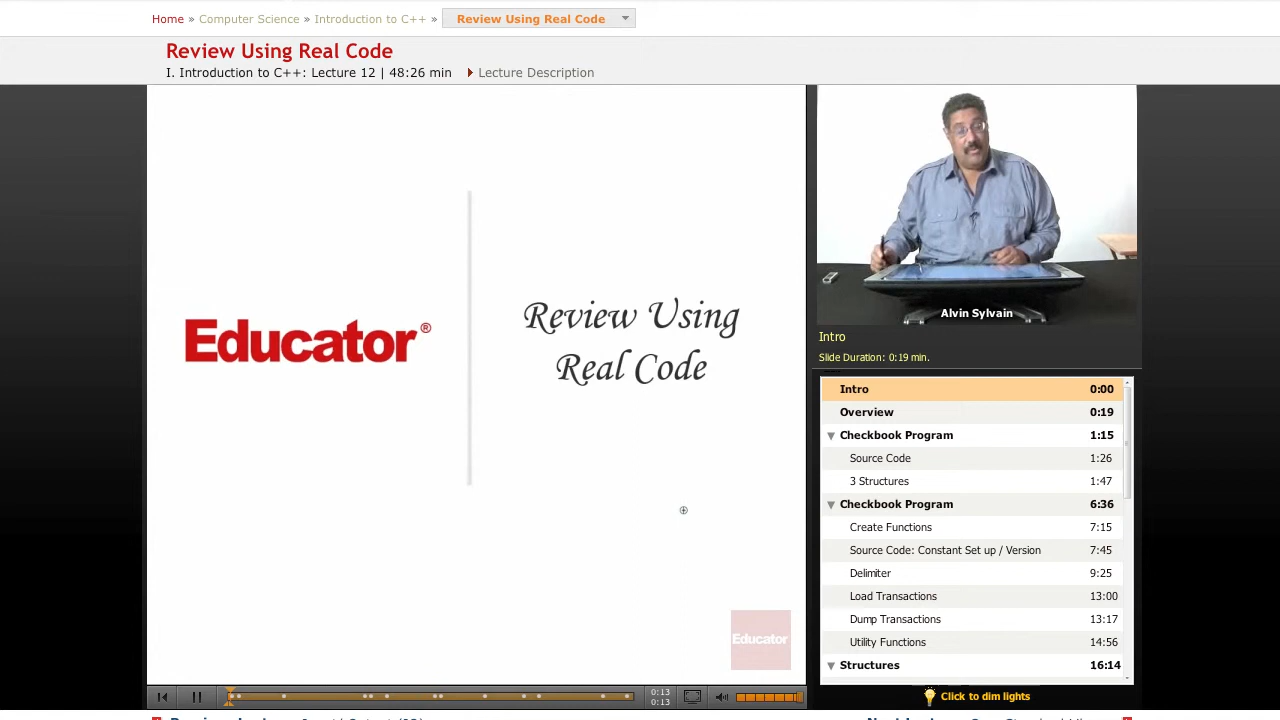 Home » Computer Science » Introduction to C++ » Review Using Real Code
Review Using Real Code
I. Introduction to C++: Lecture 12 | 48:26 min Lecture Description
Educator®
Review Using
Real Code
Educator
Alvin Sylvain
Intro
Slide Duration: 0:19 min.
Intro 0:00
Overview 0:19
Checkbook Program 1:15
Source Code 1:26
3 Structures 1:47
Checkbook Program 6:36
Create Functions 7:15
Source Code: Constant Set up / Version 7:45
Delimiter 9:25
Load Transactions 13:00
Dump Transactions 13:17
Utility Functions 14:56
Structures 16:14
0:13
0:13
Click to dim lights